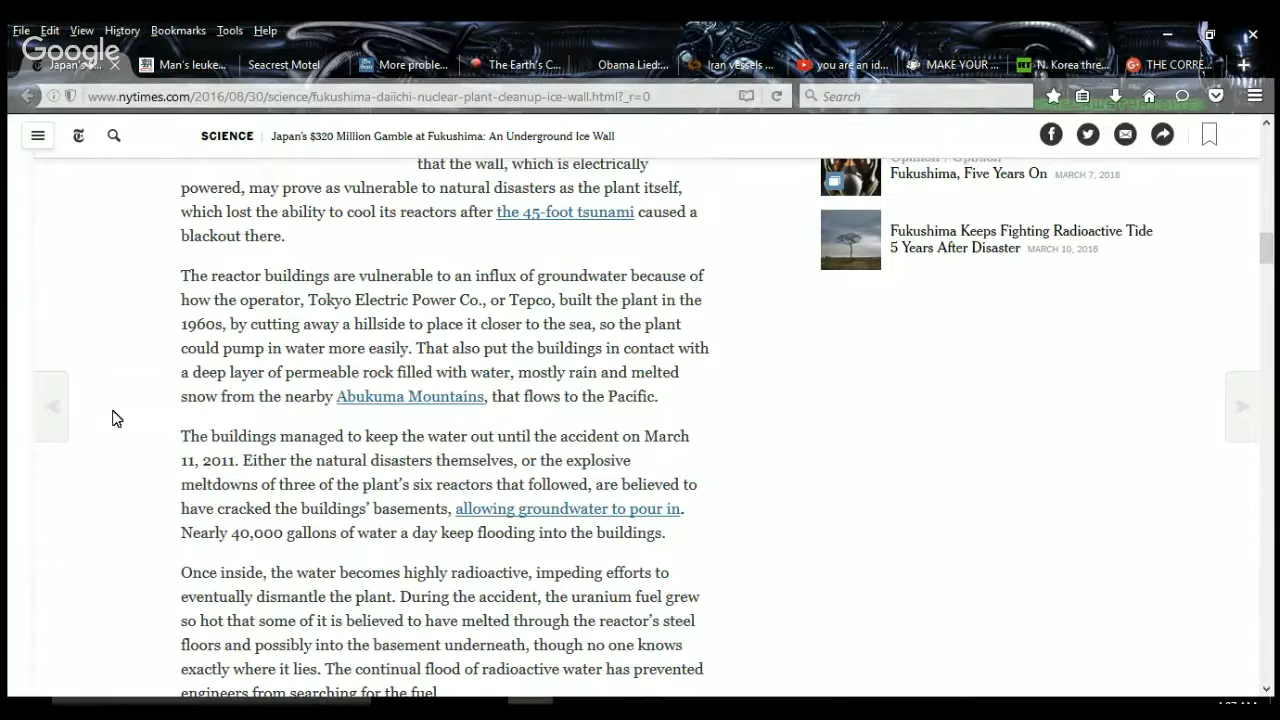 File Edit View History Bookmarks Tools Help
Google
Japan's $... Man's leuke... Seacrest Motel More proble... The Earth's C... Obama Lied:... Iran vessels ... you are an id... MAKE YOUR ... N. Korea thre... THE CORRE...
www.nytimes.com/2016/08/30/science/fukushima-daiichi-nuclear-plant-cleanup-ice-wall.html?_r=0
Search
SCIENCE | Japan's $320 Million Gamble at Fukushima: An Underground Ice Wall
that the wall, which is electrically
powered, may prove as vulnerable to natural disasters as the plant itself,
which lost the ability to cool its reactors after the 45-foot tsunami caused a
blackout there.
The reactor buildings are vulnerable to an influx of groundwater because of
how the operator, Tokyo Electric Power Co., or Tepco, built the plant in the
1960s, by cutting away a hillside to place it closer to the sea, so the plant
could pump in water more easily. That also put the buildings in contact with
a deep layer of permeable rock filled with water, mostly rain and melted
snow from the nearby Abukuma Mountains, that flows to the Pacific.
The buildings managed to keep the water out until the accident on March
11, 2011. Either the natural disasters themselves, or the explosive
meltdowns of three of the plant's six reactors that followed, are believed to
have cracked the buildings' basements, allowing groundwater to pour in.
Nearly 40,000 gallons of water a day keep flooding into the buildings.
Once inside, the water becomes highly radioactive, impeding efforts to
eventually dismantle the plant. During the accident, the uranium fuel grew
so hot that some of it is believed to have melted through the reactor's steel
floors and possibly into the basement underneath, though no one knows
exactly where it lies. The continual flood of radioactive water has prevented
engineers from searching for the fuel.
Opinion | Opinion
Fukushima, Five Years On MARCH 7, 2016
Fukushima Keeps Fighting Radioactive Tide
5 Years After Disaster MARCH 10, 2016